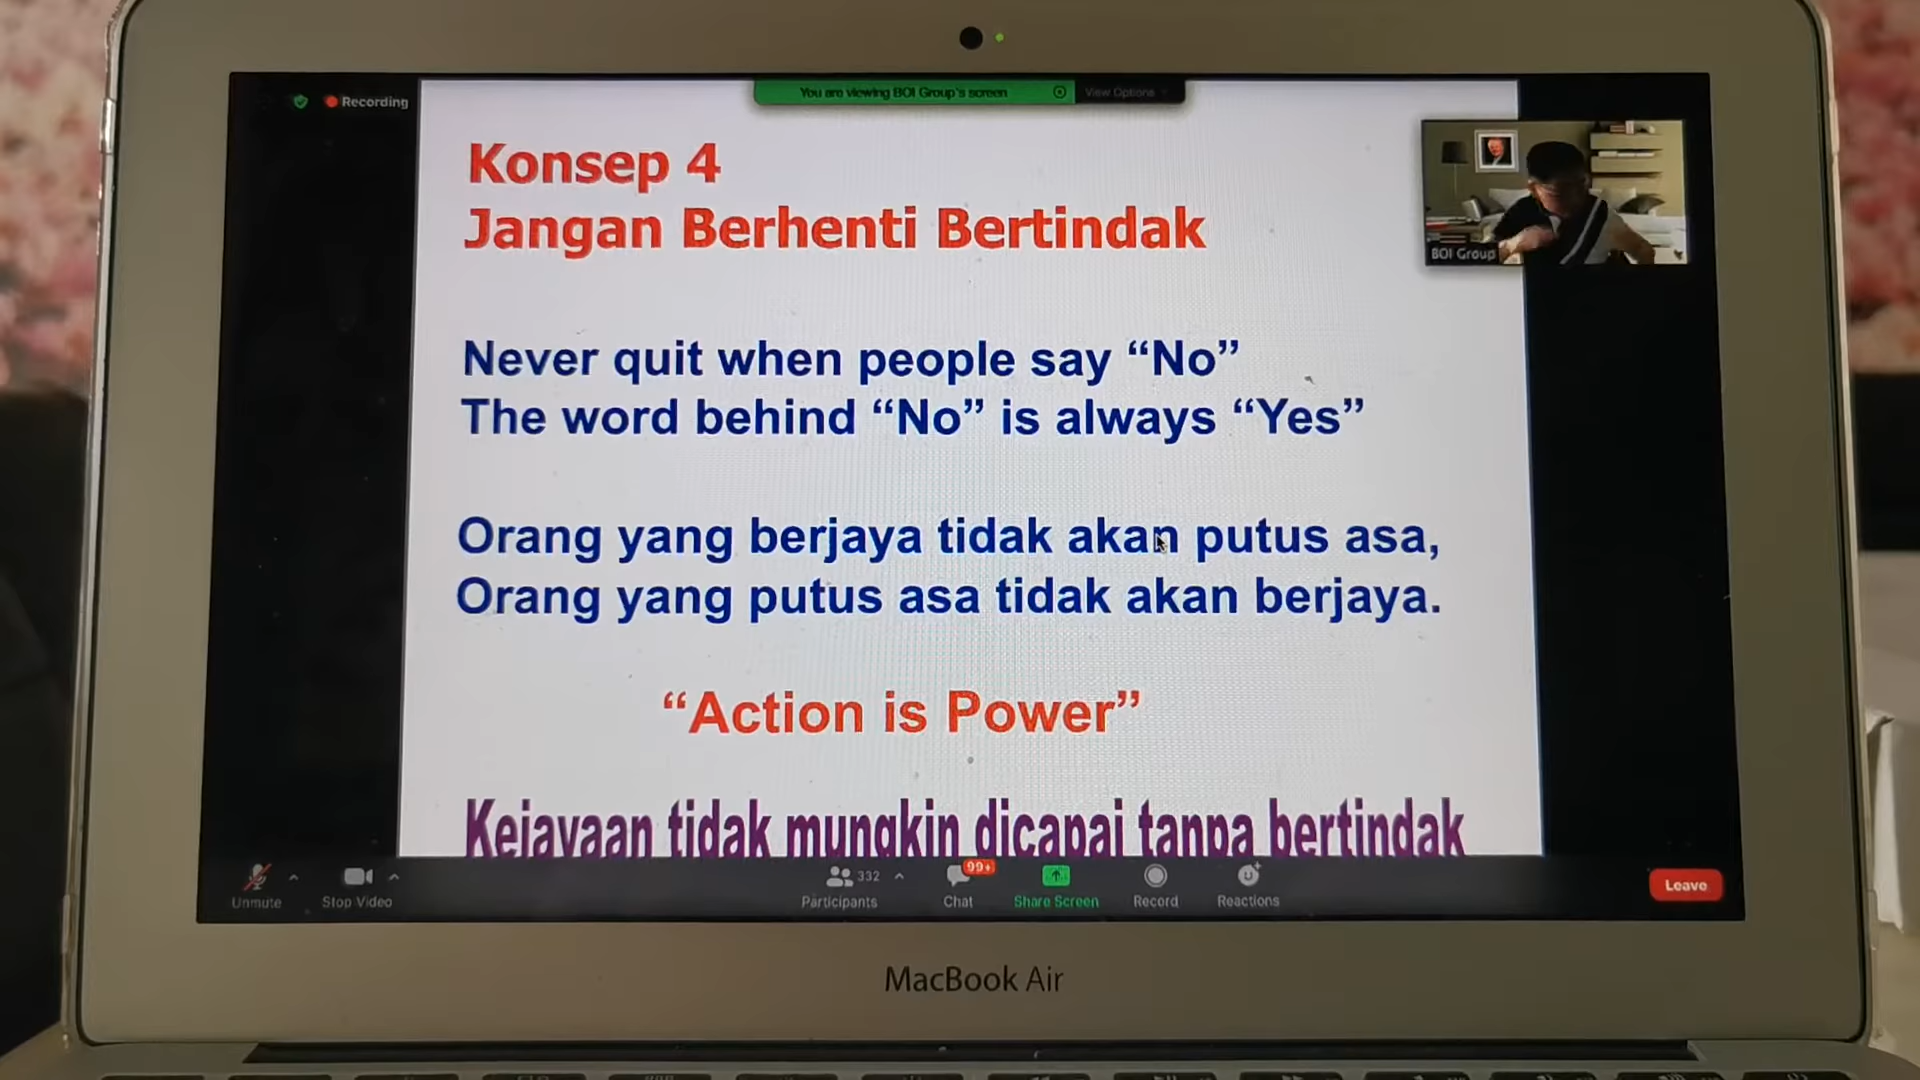 Recording
You are viewing BOI Group's screen
View Options
Konsep 4
Jangan Berhenti Bertindak
BOI Group
Never quit when people say “No”
The word behind “No” is always “Yes”
Orang yang berjaya tidak akan putus asa,
Orang yang putus asa tidak akan berjaya.
“Action is Power”
Kejayaan tidak mungkin dicapai tanpa bertindak
Unmute
Stop Video
332
Participants
99+
Chat
Share Screen
Record
Reactions
Leave
MacBook Air